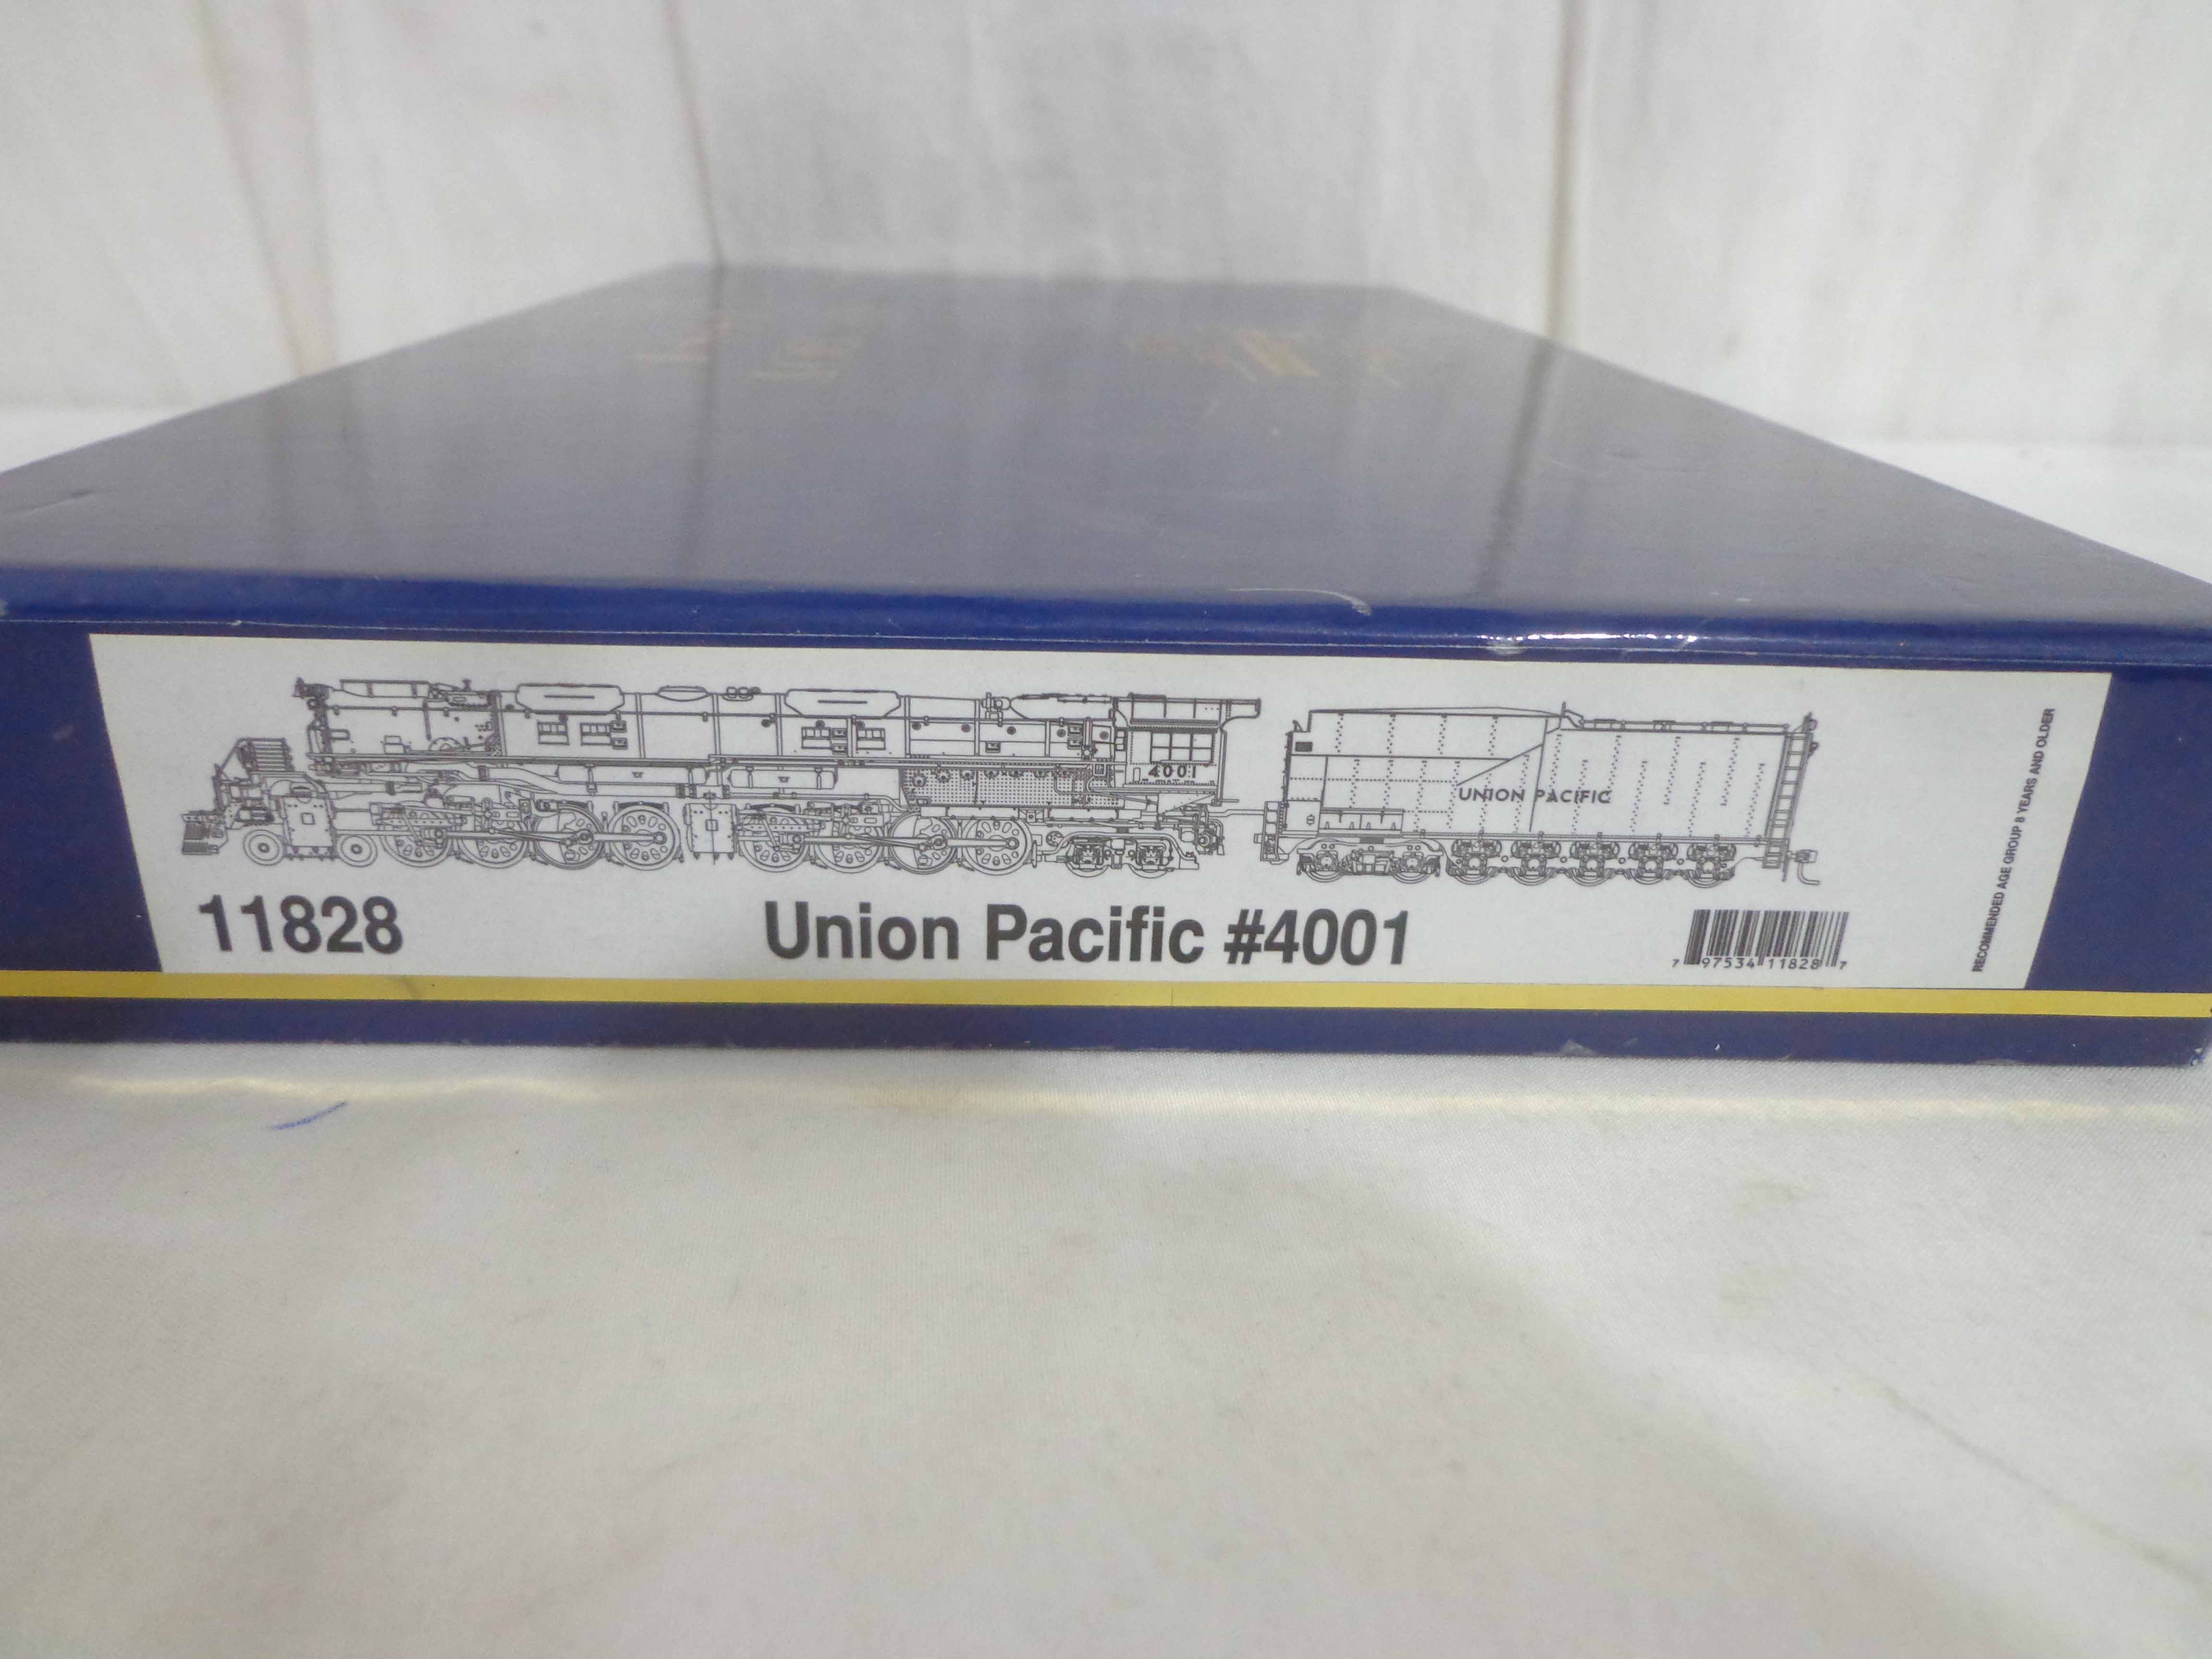 4001
UNION PACIFIC
11828
Union Pacific #4001
7 97534 11828 7
RECOMMENDED AGE GROUP 8 YEARS AND OLDER